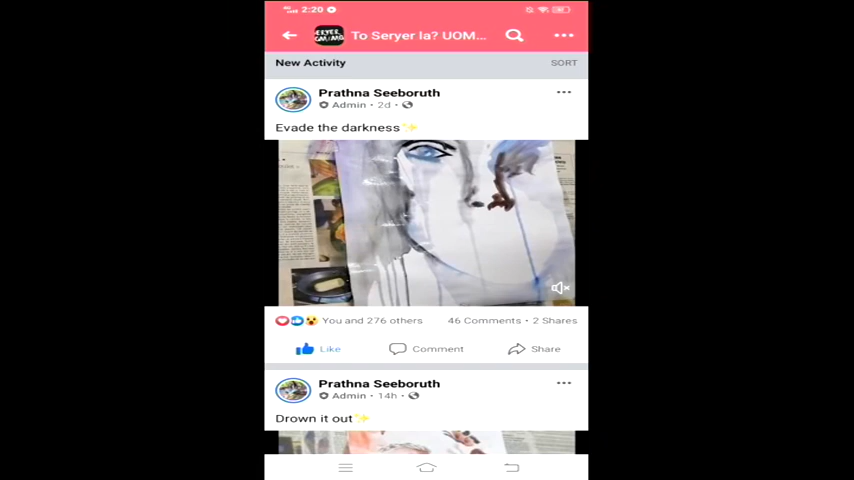 2:20
To Seryer la? UOM...
New Activity
SORT
Prathna Seeboruth
Admin • 2d •
Evade the darkness✨
You and 276 others
46 Comments • 2 Shares
Like
Comment
Share
Prathna Seeboruth
Admin • 14h •
Drown it out✨